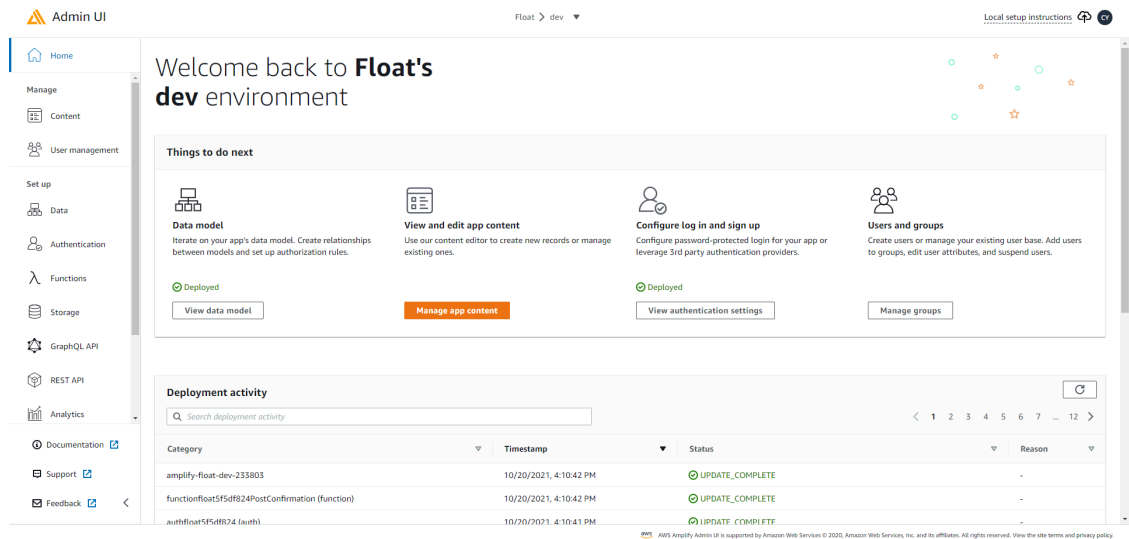 Admin UI
Float > dev ▼
Local setup instructions
CY
Home
Manage
Content
User management
Set up
Data
Authentication
Functions
Storage
GraphQL API
REST API
Analytics
Documentation
Support
Feedback
Welcome back to Float's
dev environment
Things to do next
Data model
Iterate on your app's data model. Create relationships
between models and set up authorization rules.
Deployed
View data model
View and edit app content
Use our content editor to create new records or manage
existing ones.
Manage app content
Configure log in and sign up
Configure password-protected login for your app or
leverage 3rd party authentication providers.
Deployed
View authentication settings
Users and groups
Create users or manage your existing user base. Add users
to groups, edit user attributes, and suspend users.
Manage groups
Deployment activity
Search deployment activity
< 1 2 3 4 5 6 7 ... 12 >
Category Timestamp Status Reason
amplify-float-dev-233803 10/20/2021, 4:10:42 PM UPDATE_COMPLETE -
functionfloat5f5df824PostConfirmation (function) 10/20/2021, 4:10:42 PM UPDATE_COMPLETE -
authfloat5f5df824 (auth) 10/20/2021, 4:10:41 PM UPDATE_COMPLETE -
aws AWS Amplify Admin UI is supported by Amazon Web Services © 2020, Amazon Web Services, Inc. and its affiliates. All rights reserved. View the site terms and privacy policy.